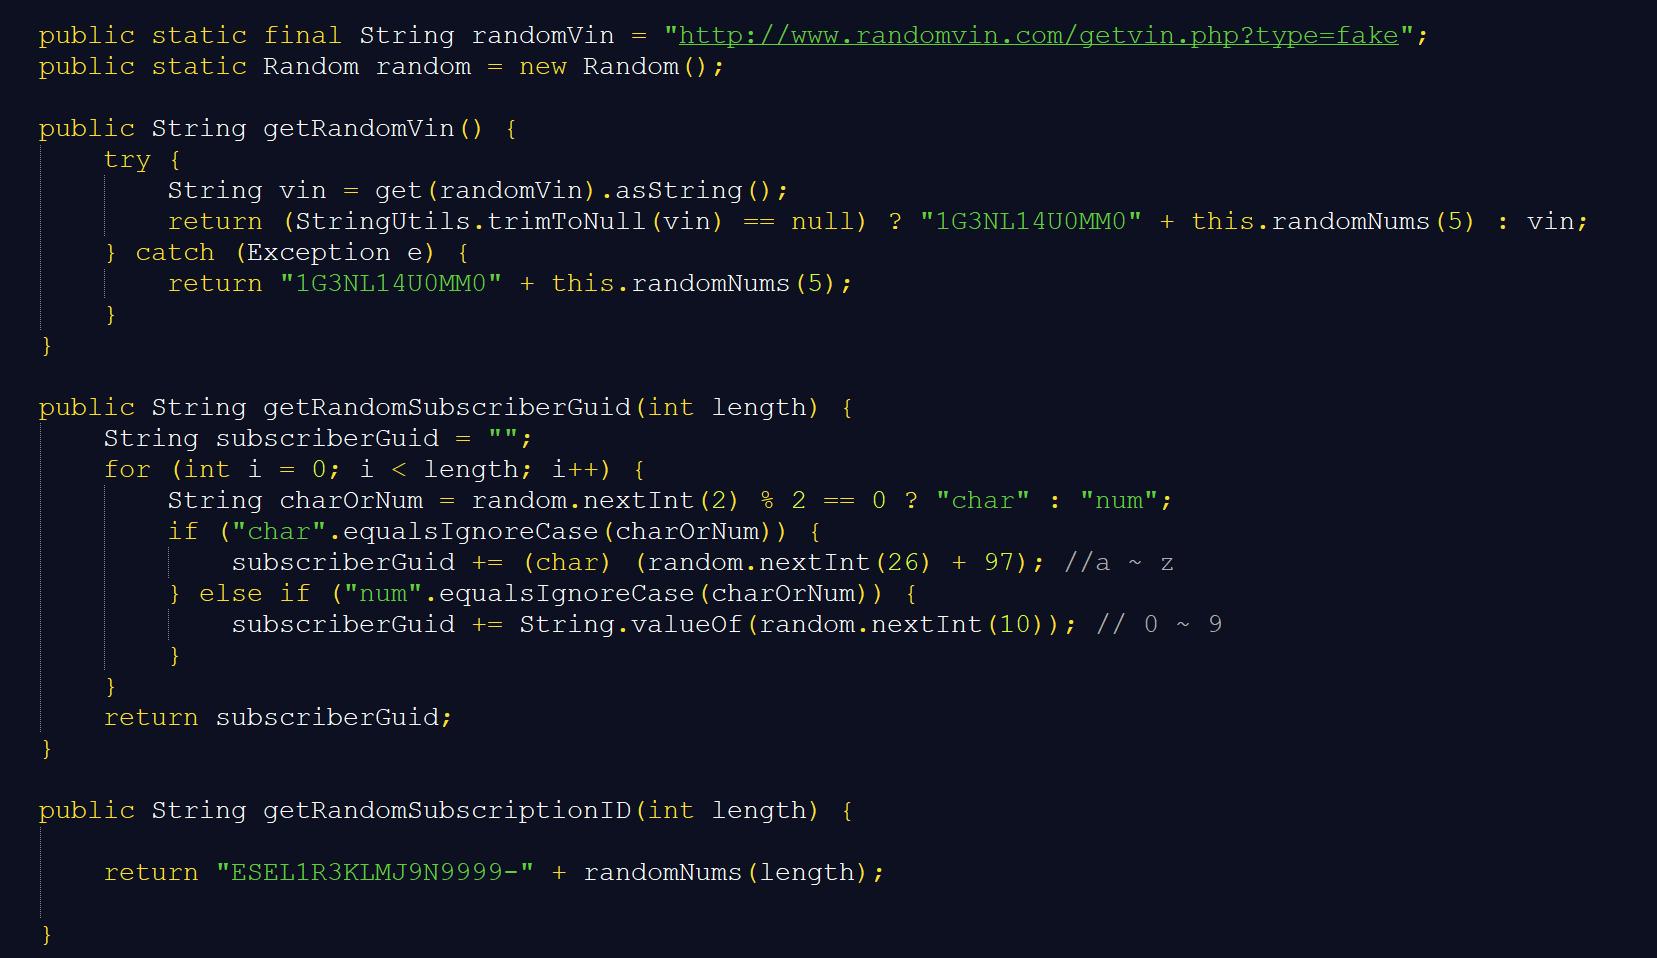 public static final String randomVin = "http://www.randomvin.com/getvin.php?type=fake";
public static Random random = new Random();
public String getRandomVin() {
try {
String vin = get(randomVin).asString();
return (StringUtils.trimToNull(vin) == null) ? "1G3NL14U0MM0" + this.randomNums(5) : vin;
} catch (Exception e) {
return "1G3NL14U0MM0" + this.randomNums(5);
}
}
public String getRandomSubscriberGuid(int length) {
String subscriberGuid = "";
for (int i = 0; i < length; i++) {
String charOrNum = random.nextInt(2) % 2 == 0 ? "char" : "num";
if ("char".equalsIgnoreCase(charOrNum)) {
subscriberGuid += (char) (random.nextInt(26) + 97); //a ~ z
} else if ("num".equalsIgnoreCase(charOrNum)) {
subscriberGuid += String.valueOf(random.nextInt(10)); // 0 ~ 9
}
}
return subscriberGuid;
}
public String getRandomSubscriptionID(int length) {
return "ESEL1R3KLMJ9N9999-" + randomNums(length);
}